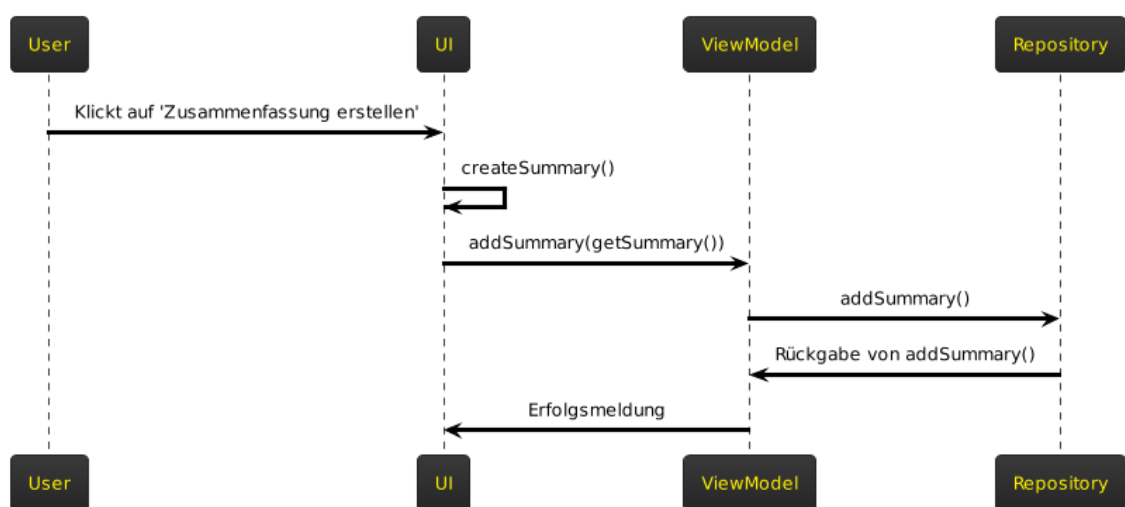 User
UI
ViewModel
Repository
Klickt auf 'Zusammenfassung erstellen'
createSummary()
addSummary(getSummary())
addSummary()
Rückgabe von addSummary()
Erfolgsmeldung
User
UI
ViewModel
Repository